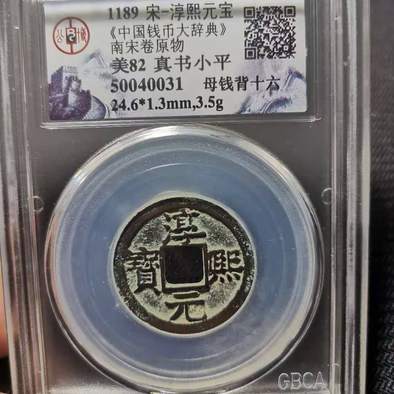 公博
1189 宋-淳熙元宝
《中国钱币大辞典》
南宋卷原物
美82 真书小平
50040031 母钱背十六
24.6*1.3mm,3.5g
淳
寶 熙
元
GBCA